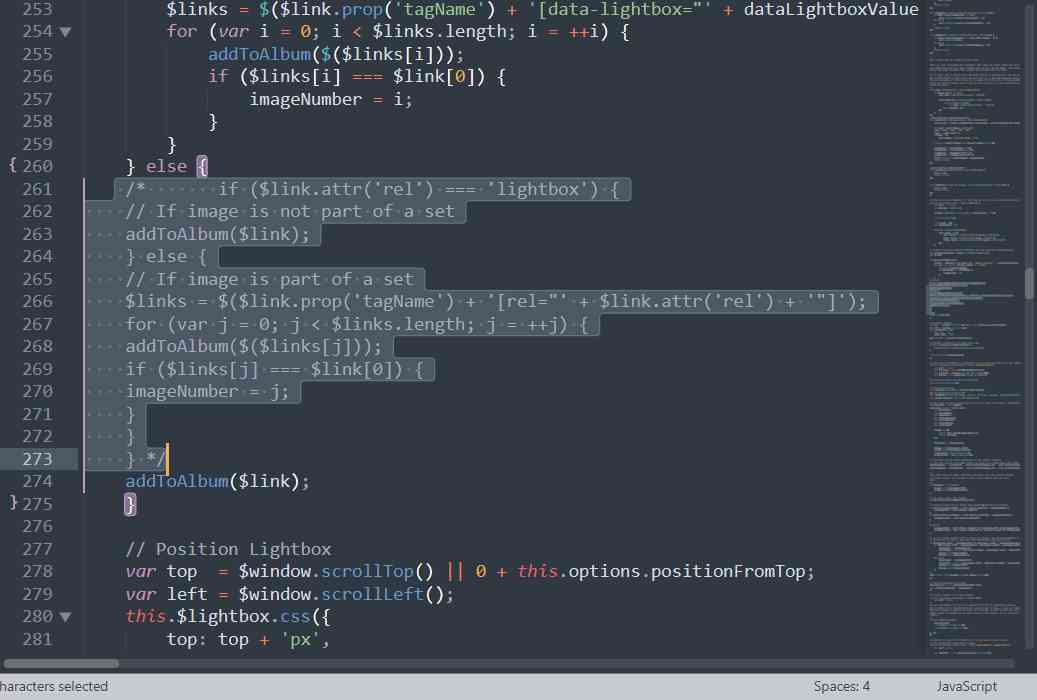 253 $links = $($link.prop('tagName') + '[data-lightbox="' + dataLightboxValue
254 for (var i = 0; i < $links.length; i = ++i) {
255 addToAlbum($($links[i]));
256 if ($links[i] === $link[0]) {
257 imageNumber = i;
258 }
259 }
{ 260 } else {
261 /* if ($link.attr('rel') === 'lightbox') {
262 // If image is not part of a set
263 addToAlbum($link);
264 } else {
265 // If image is part of a set
266 $links = $($link.prop('tagName') + '[rel="' + $link.attr('rel') + '"]');
267 for (var j = 0; j < $links.length; j = ++j) {
268 addToAlbum($($links[j]));
269 if ($links[j] === $link[0]) {
270 imageNumber = j;
271 }
272 }
273 } */
274 addToAlbum($link);
} 275 }
276
277 // Position Lightbox
278 var top  = $window.scrollTop() || 0 + this.options.positionFromTop;
279 var left = $window.scrollLeft();
280 this.$lightbox.css({
281 top: top + 'px',
haracters selected Spaces: 4 JavaScript